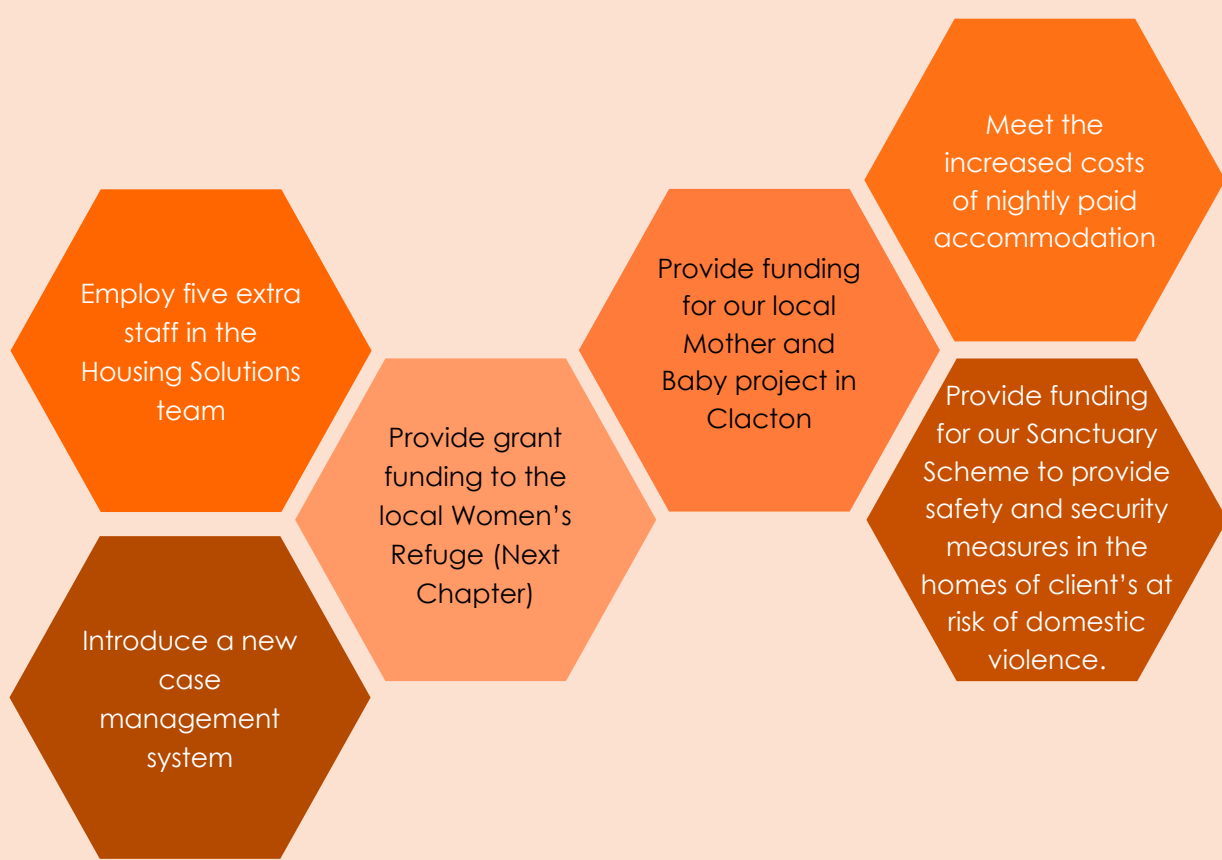 Employ five extra
staff in the
Housing Solutions
team
Introduce a new
case
management
system
Provide grant
funding to the
local Women’s
Refuge (Next
Chapter)
Provide funding
for our local
Mother and
Baby project in
Clacton
Meet the
increased costs
of nightly paid
accommodation
Provide funding
for our Sanctuary
Scheme to provide
safety and security
measures in the
homes of client’s at
risk of domestic
violence.